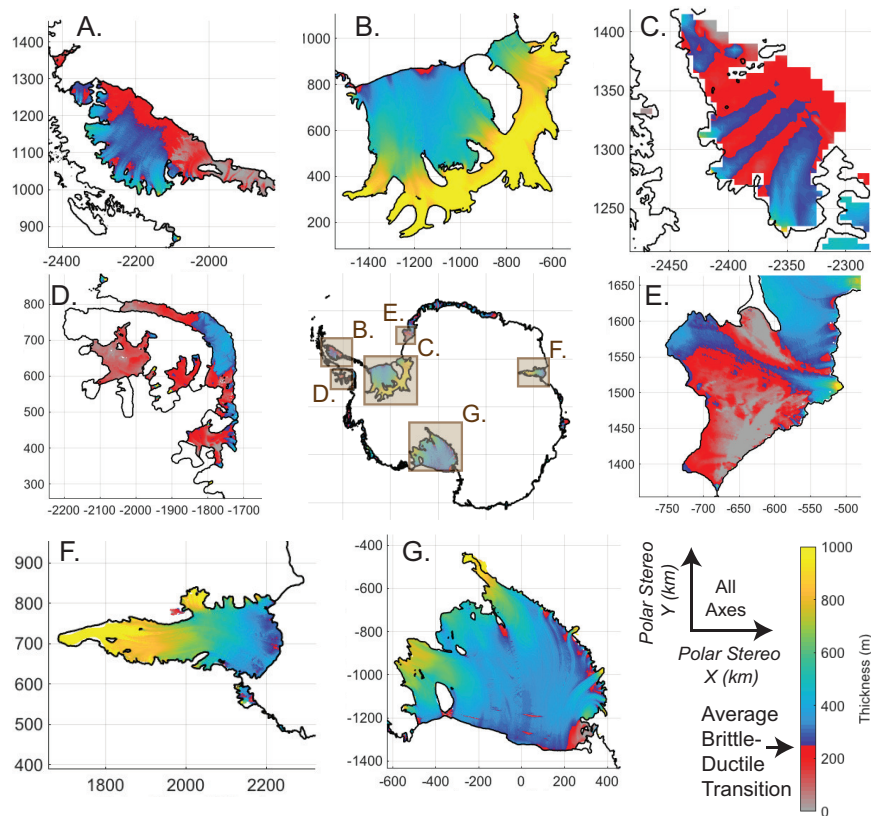 A.
1400
1300
1200
1100
1000
900
-2400 -2200 -2000
B.
1000
800
600
400
200
-1400 -1200 -1000 -800 -600
C.
1400
1350
1300
1250
-2450 -2400 -2350 -2300
D.
800
700
600
500
400
300
-2200 -2100 -2000 -1900 -1800 -1700
B.
D.
E.
C.
F.
G.
E.
1650
1600
1550
1500
1450
1400
-750 -700 -650 -600 -550 -500
F.
900
800
700
600
500
400
1800 2000 2200
G.
-400
-600
-800
-1000
-1200
-1400
-600 -400 -200 0 200 400
Polar Stereo
Y (km)
All
Axes
Polar Stereo
X (km)
Average
Brittle-
Ductile
Transition
1000
800
600
400
200
0
Thickness (m)